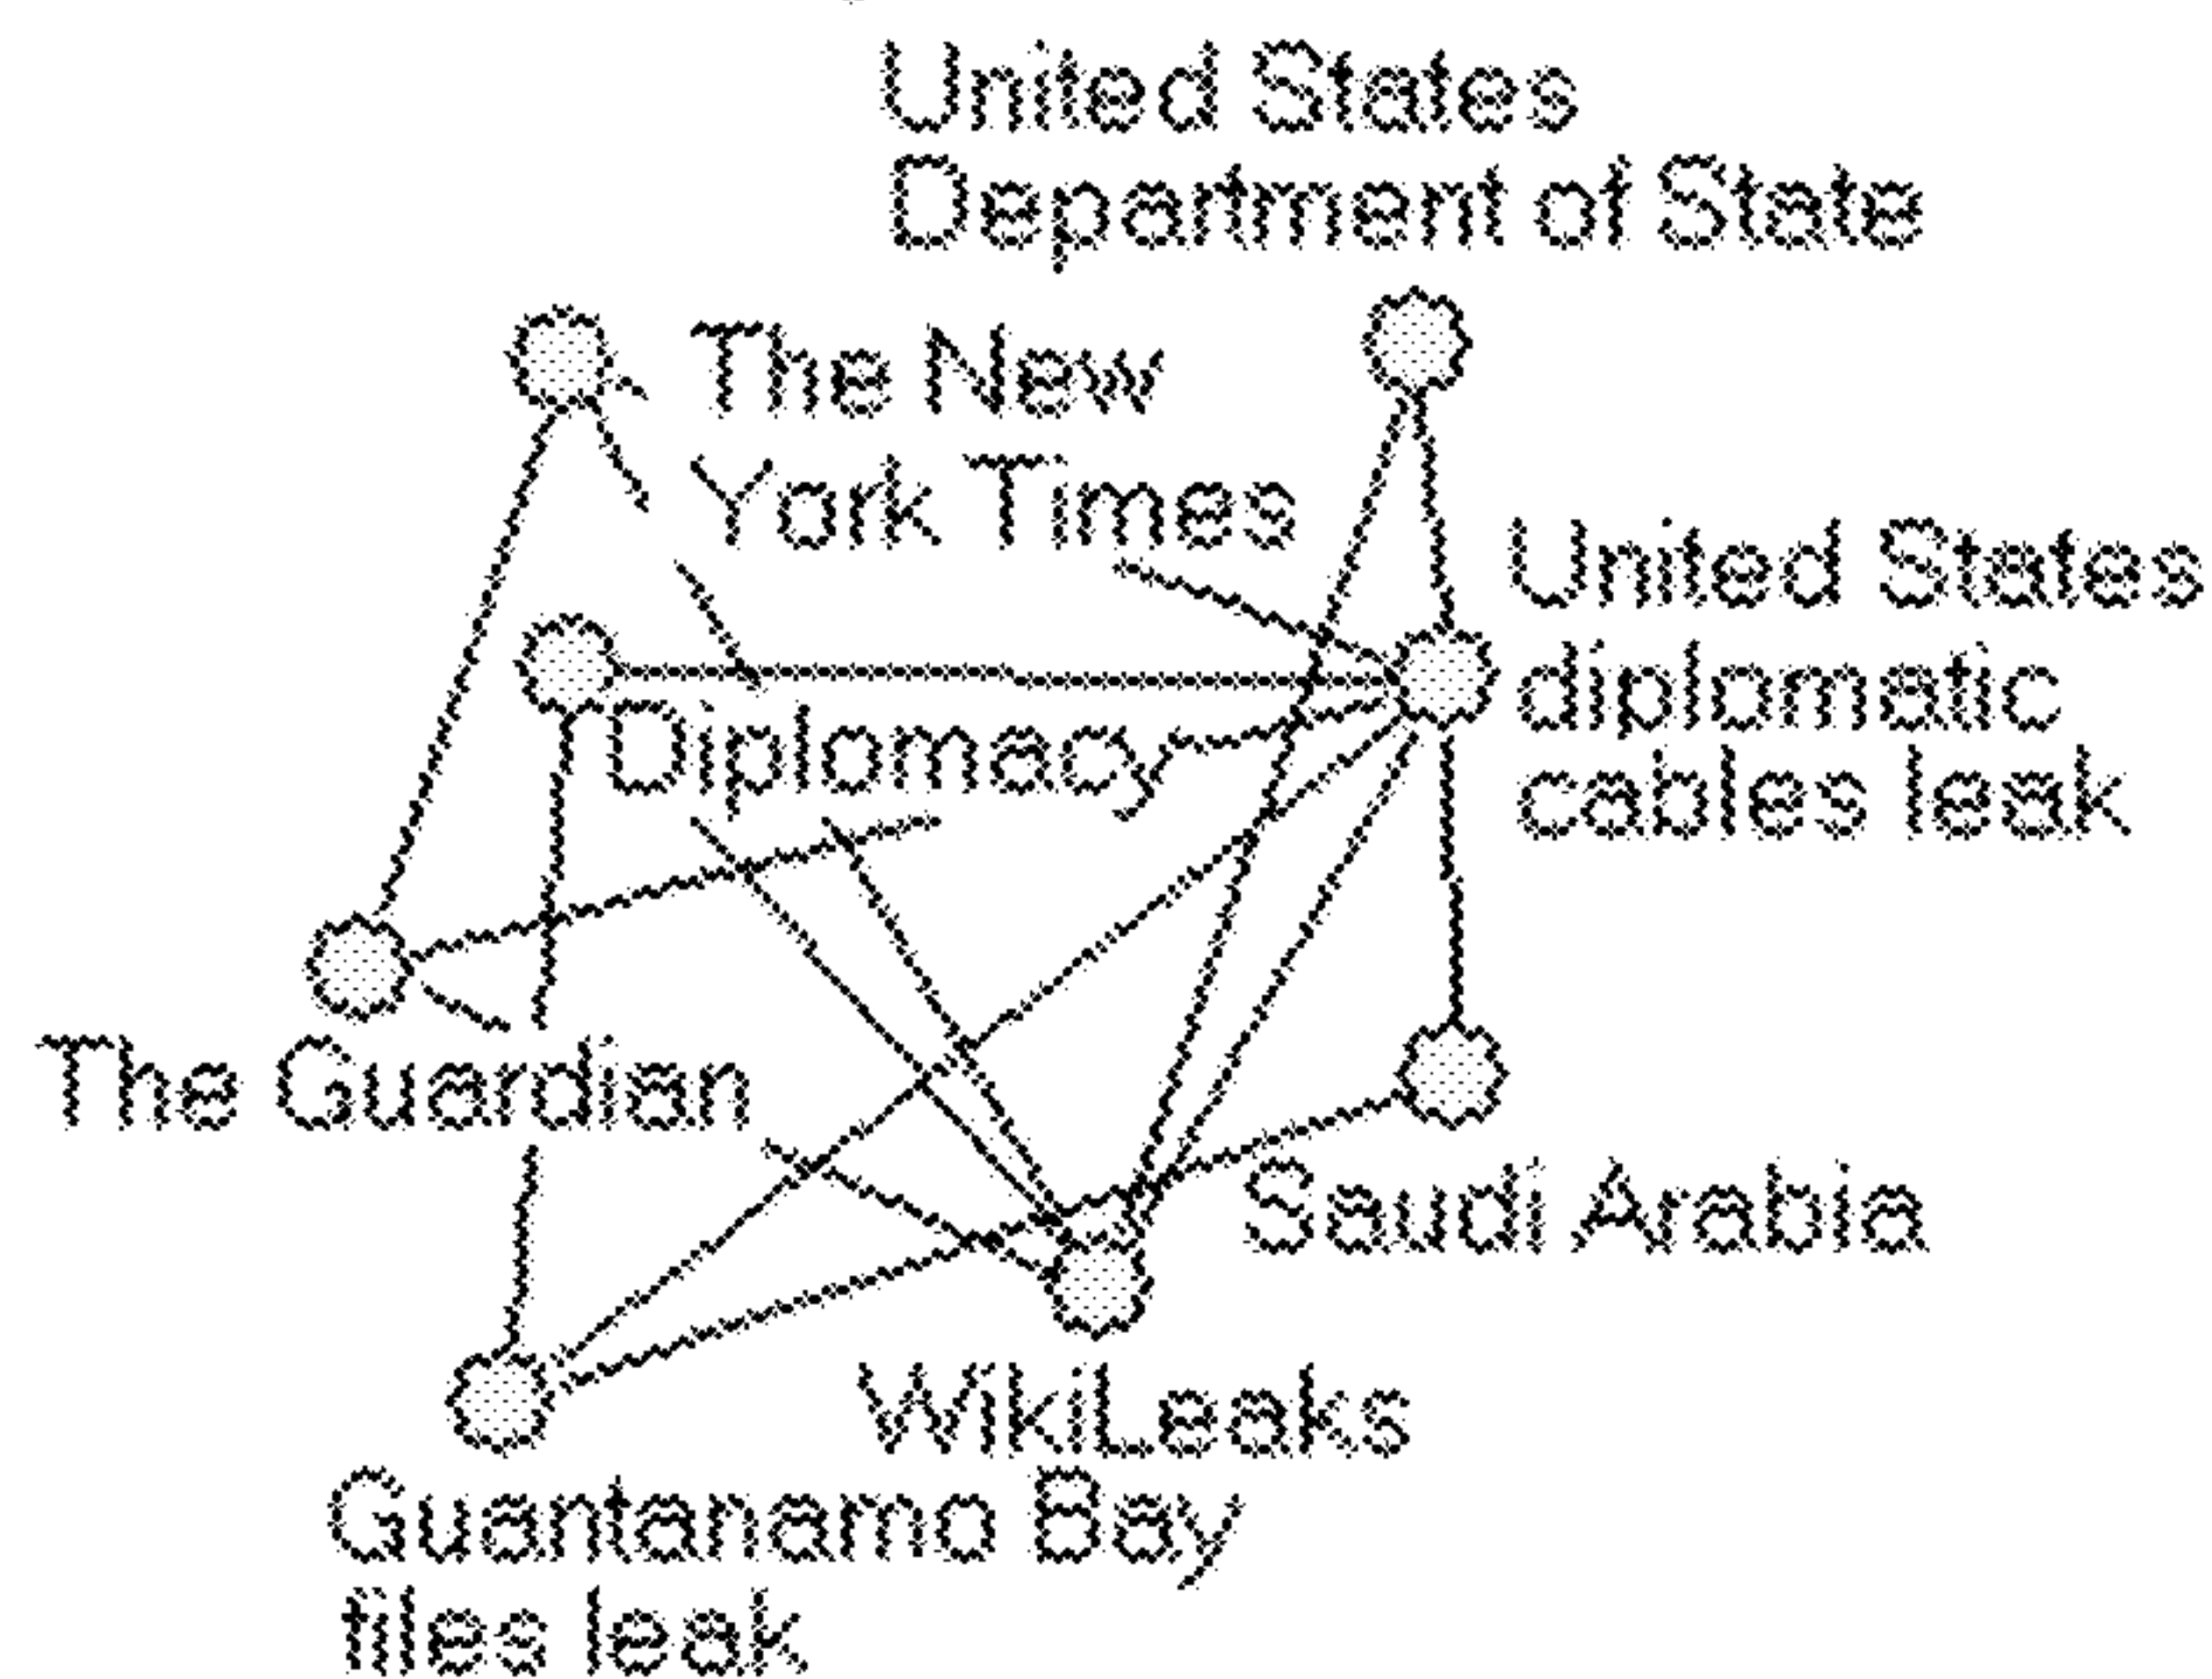 United States
Department of State
The New
York Times
United States
diplomatic
cables leak
Diplomacy
The Guardian
Saudi Arabia
WikiLeaks
Guantanamo Bay
files leak